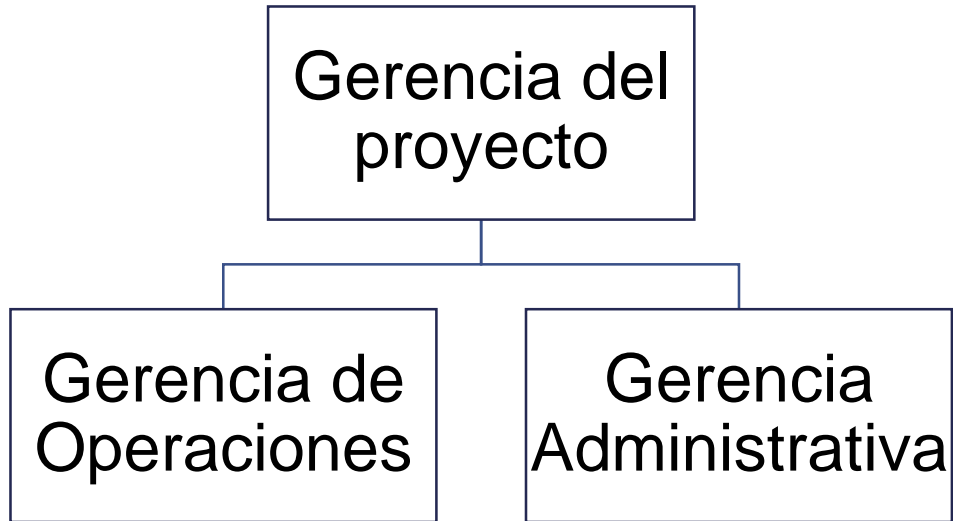 Gerencia del
proyecto
Gerencia de
Operaciones
Gerencia
Administrativa